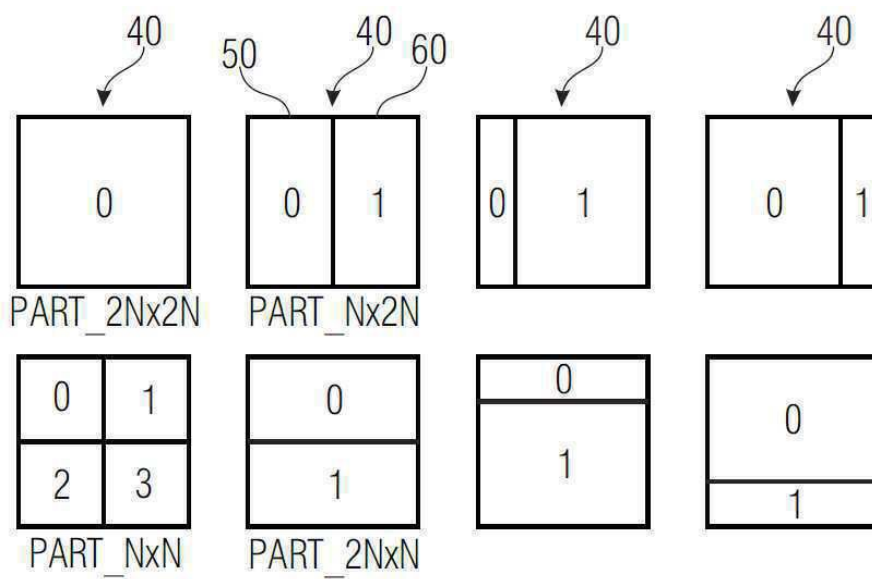 40 50 40 60 40 40
0 0 1 0 1 0 1
PART_2Nx2N PART_Nx2N
0 1 0 0 0
2 3 1 1 1
PART_NxN PART_2NxN